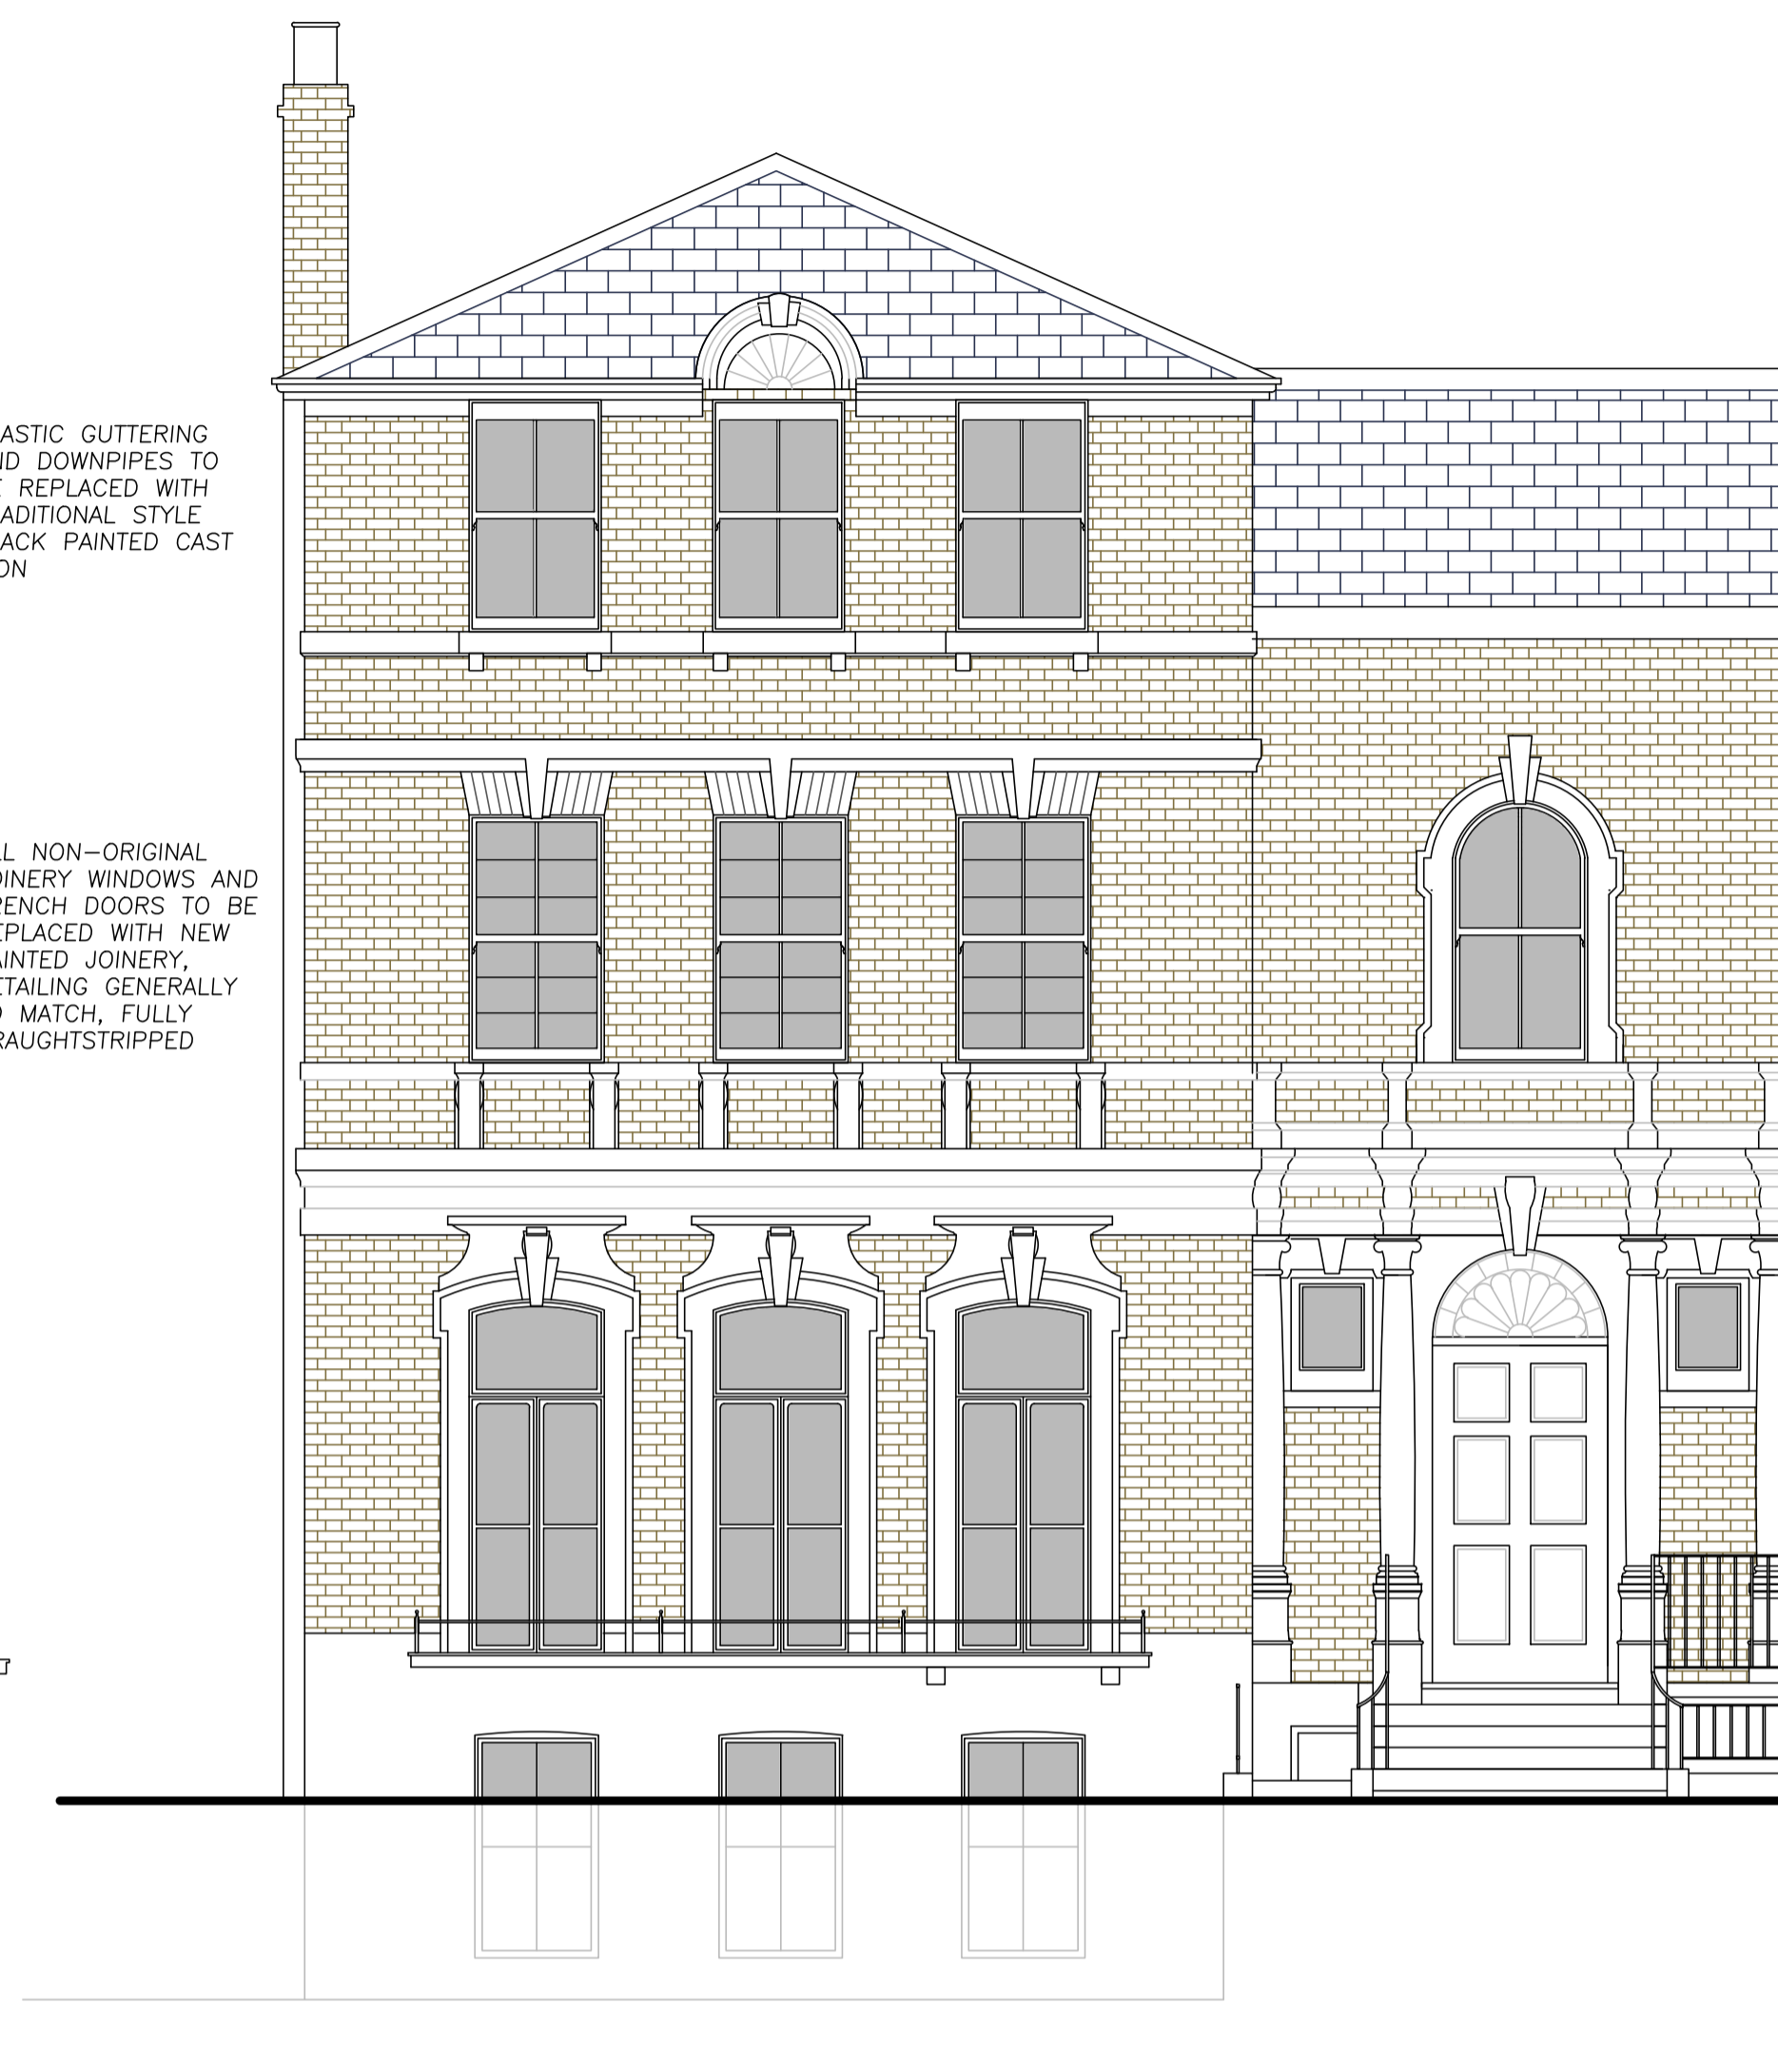 ASTIC GUTTERING
ND DOWNPIPES TO
E REPLACED WITH
ADITIONAL STYLE
ACK PAINTED CAST
ON
LL NON-ORIGINAL
OINERY WINDOWS AND
RENCH DOORS TO BE
EPLACED WITH NEW
AINTED JOINERY,
ETAILING GENERALLY
O MATCH, FULLY
RAUGHTSTRIPPED